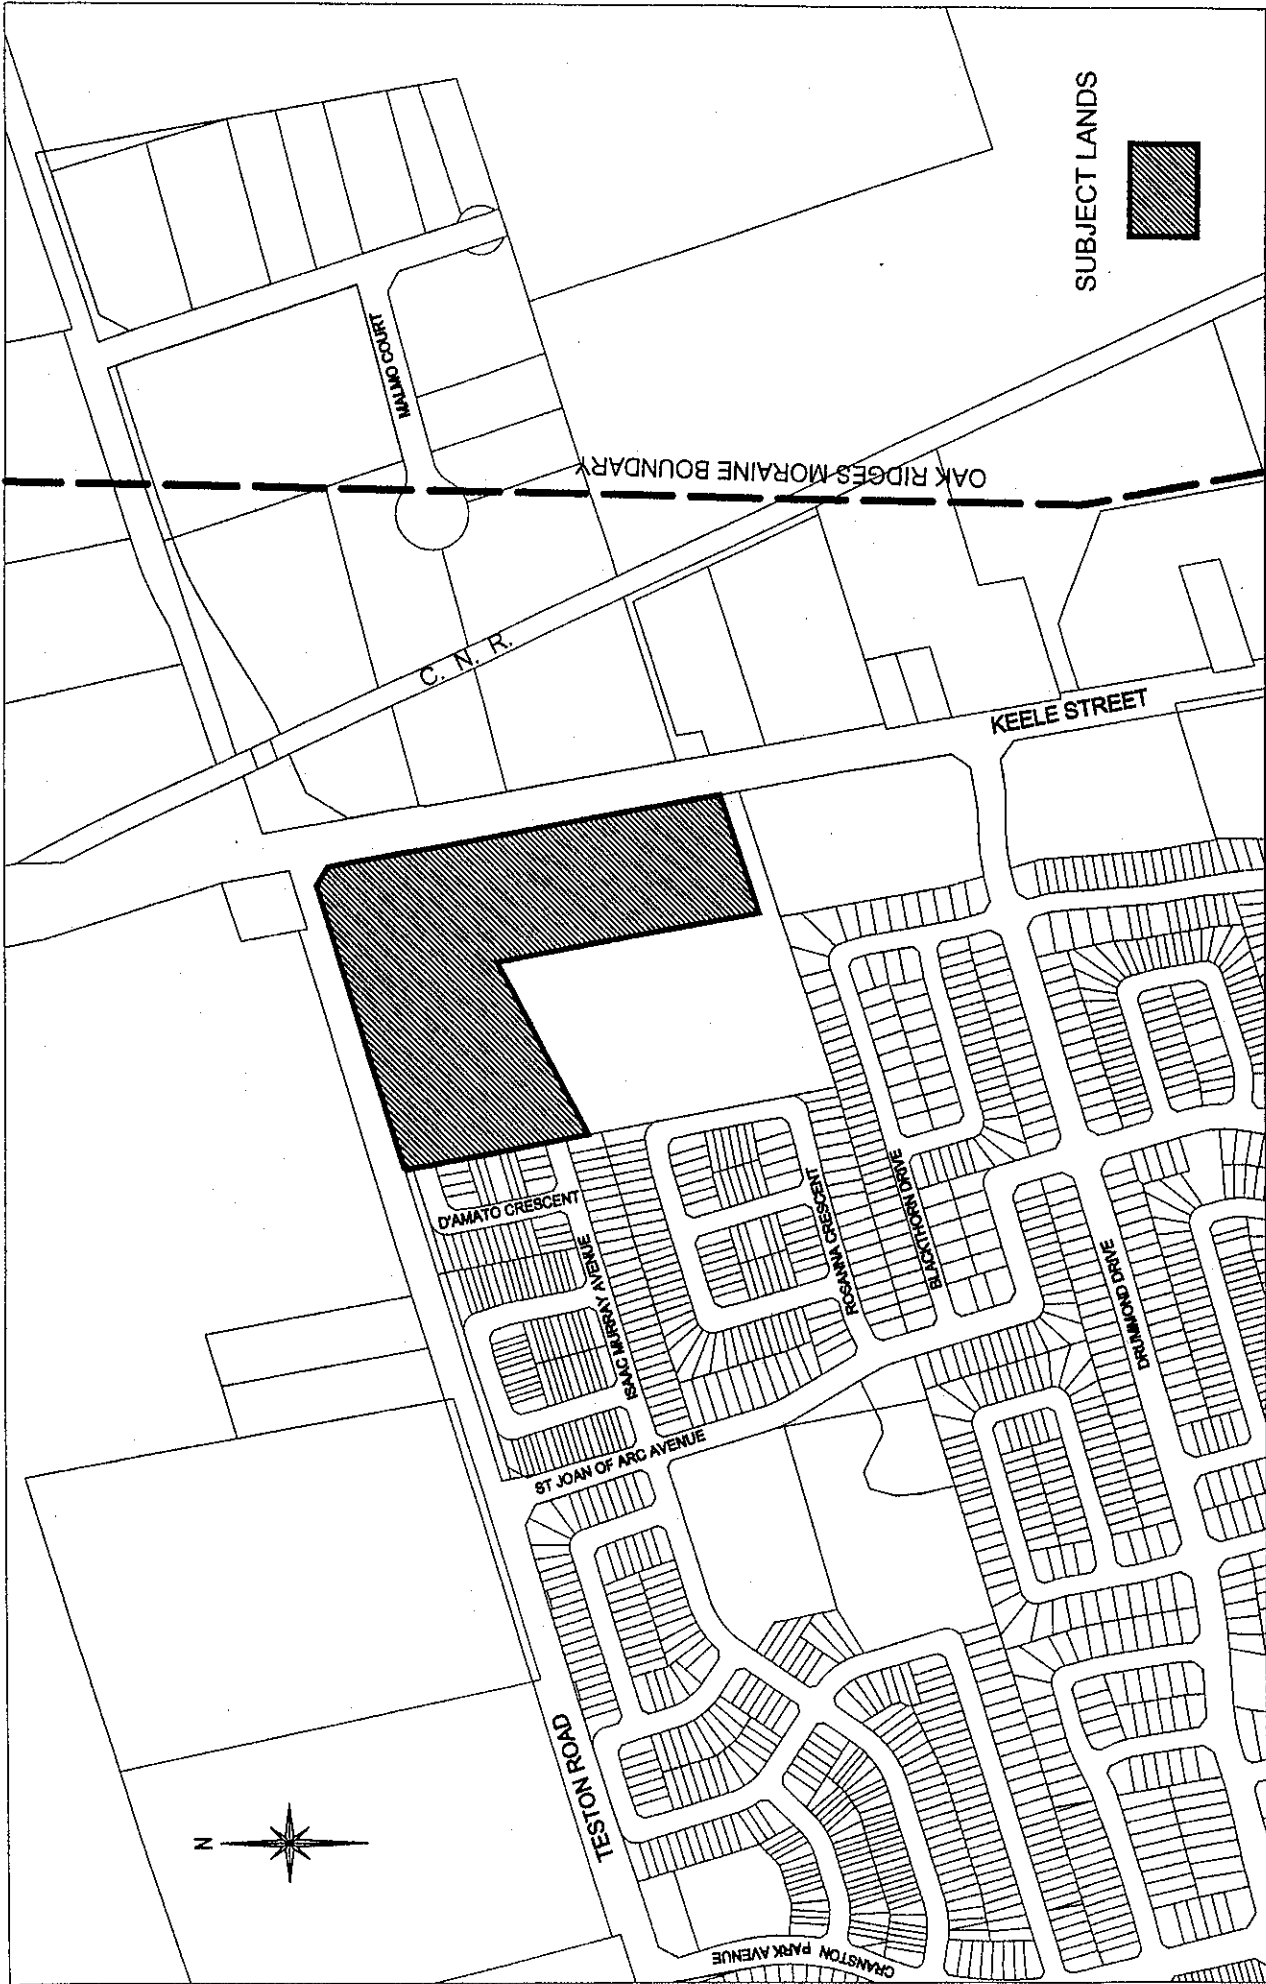 SUBJECT LANDS
MALMO COURT
OAK RIDGES MORAINE BOUNDARY
C. N. R.
KEELE STREET
D'AMATO CRESCENT
ISAAC MURRAY AVENUE
ROSANNA CRESCENT
BLACKTHORN DRIVE
DRUMMOND DRIVE
ST JOAN OF ARC AVENUE
TESTON ROAD
N
CRANSTON PARK AVENUE